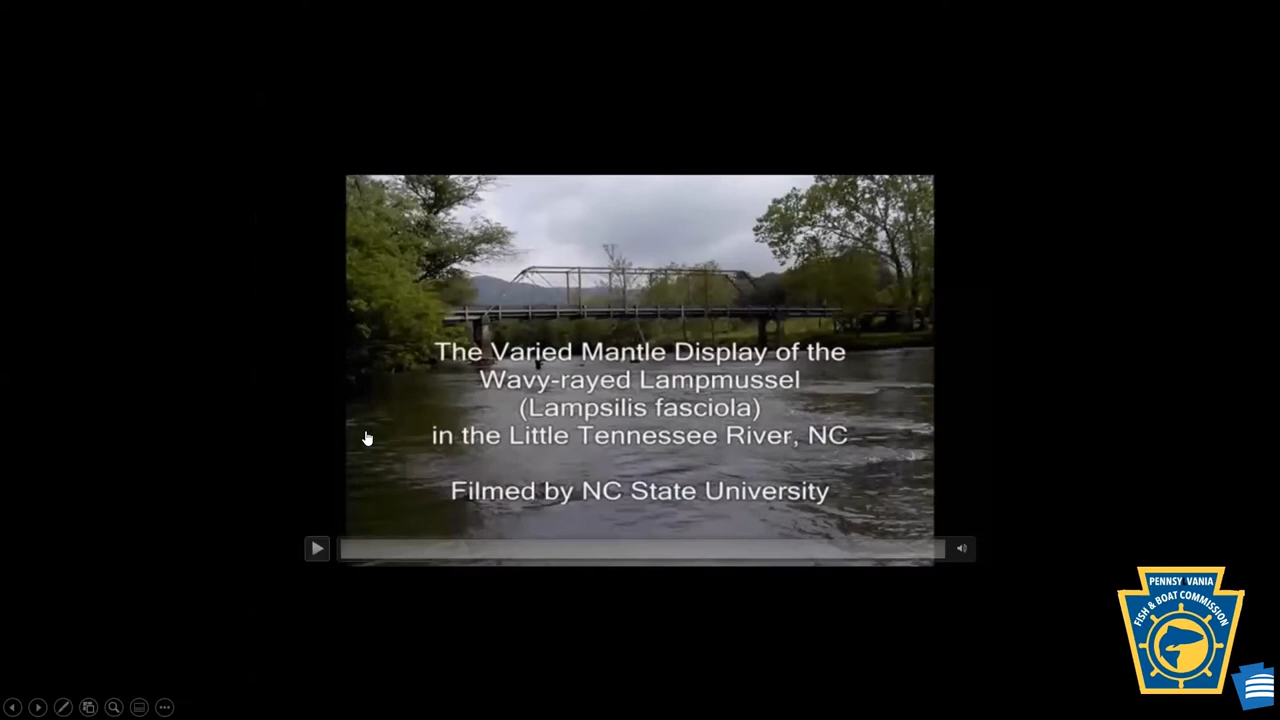 The Varied Mantle Display of the
Wavy-rayed Lampmussel
(Lampsilis fasciola)
in the Little Tennessee River, NC
Filmed by NC State University
PENNSYLVANIA
FISH & BOAT COMMISSION